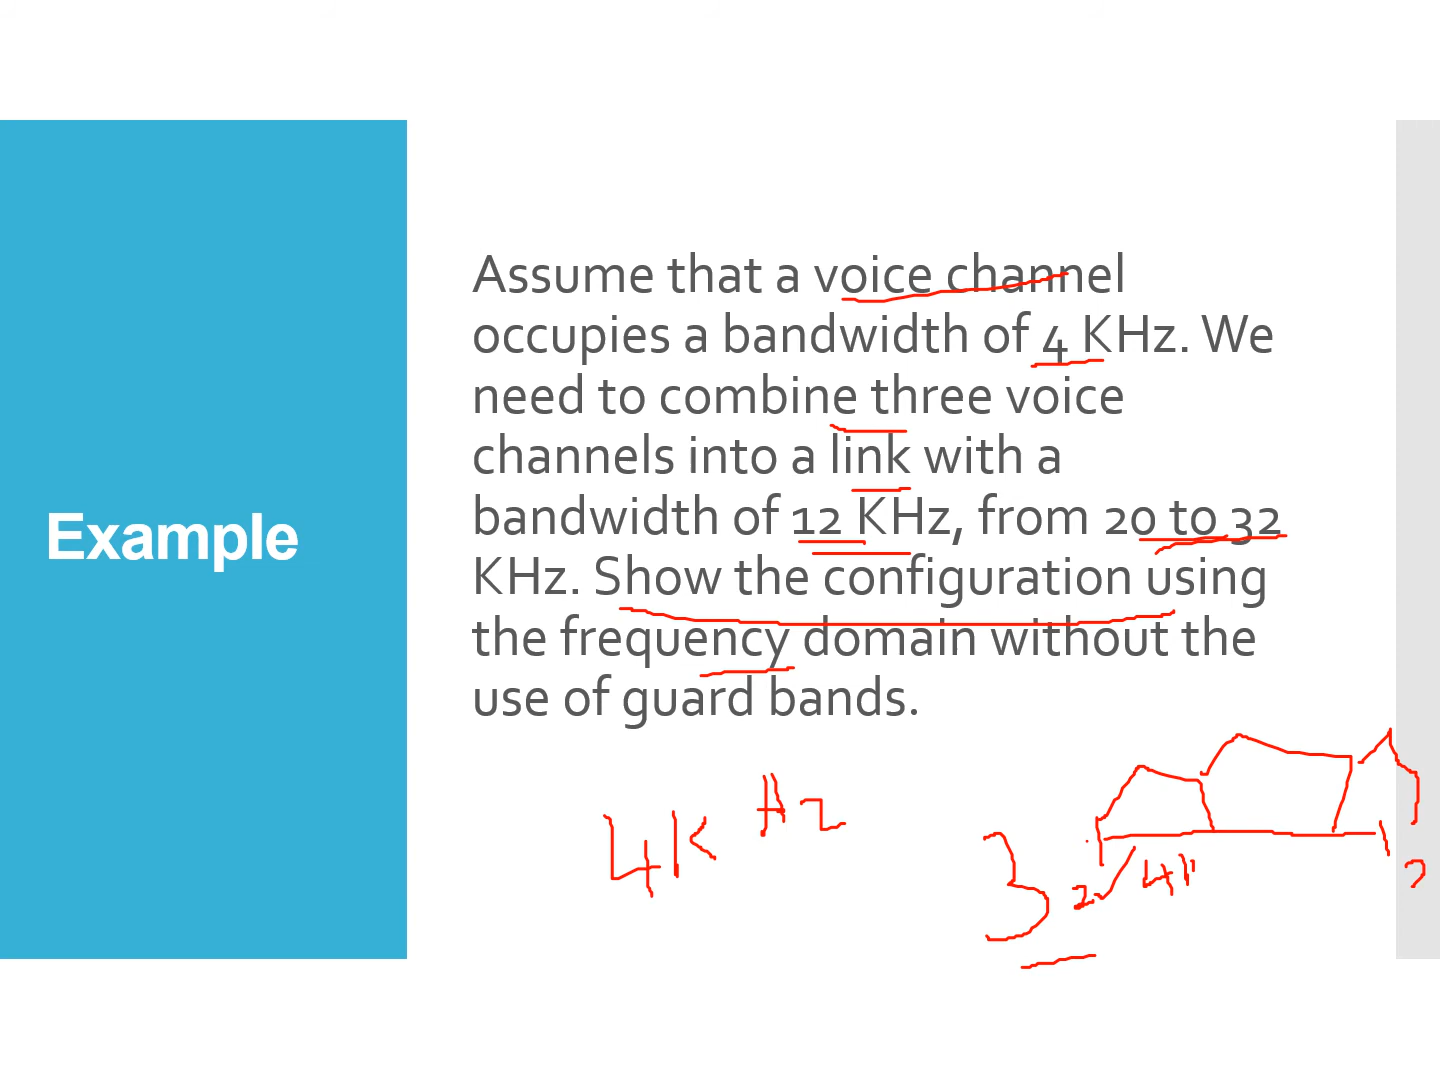 Example
Assume that a voice channel
occupies a bandwidth of 4 KHz. We
need to combine three voice
channels into a link with a
bandwidth of 12 KHz, from 20 to 32
KHz. Show the configuration using
the frequency domain without the
use of guard bands.
4K Hz
3
4K